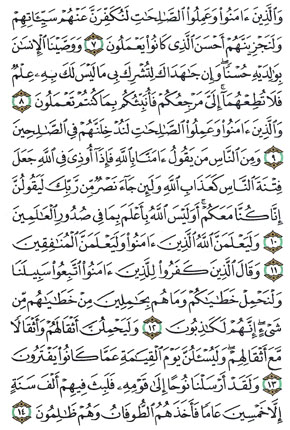 وَالَّذِينَ ءَامَنُوا۟ وَعَمِلُوا۟ الصَّـٰلِحَـٰتِ لَنُكَفِّرَنَّ عَنْهُمْ سَيِّـَٔاتِهِمْ
وَلَنَجْزِيَنَّهُمْ أَحْسَنَ الَّذِى كَانُوا۟ يَعْمَلُونَ ٧ وَوَصَّيْنَا الْإِنسَـٰنَ
بِوَٰلِدَيْهِ حُسْنًا ۖ وَإِن جَـٰهَدَاكَ لِتُشْرِكَ بِى مَا لَيْسَ لَكَ بِهِۦ عِلْمٌ
فَلَا تُطِعْهُمَآ ۚ إِلَىَّ مَرْجِعُكُمْ فَأُنَبِّئُكُم بِمَا كُنتُمْ تَعْمَلُونَ ٨
وَالَّذِينَ ءَامَنُوا۟ وَعَمِلُوا۟ الصَّـٰلِحَـٰتِ لَنُدْخِلَنَّهُمْ فِى الصَّـٰلِحِينَ
٩ وَمِنَ النَّاسِ مَن يَقُولُ ءَامَنَّا بِاللَّهِ فَإِذَآ أُوذِىَ فِى اللَّهِ جَعَلَ
فِتْنَةَ النَّاسِ كَعَذَابِ اللَّهِ وَلَئِن جَآءَ نَصْرٌ مِّن رَّبِّكَ لَيَقُولُنَّ
إِنَّا كُنَّا مَعَكُمْ ۚ أَوَلَيْسَ اللَّهُ بِأَعْلَمَ بِمَا فِى صُدُورِ الْعَـٰلَمِينَ
١٠ وَلَيَعْلَمَنَّ اللَّهُ الَّذِينَ ءَامَنُوا۟ وَلَيَعْلَمَنَّ الْمُنَـٰفِقِينَ
١١ وَقَالَ الَّذِينَ كَفَرُوا۟ لِلَّذِينَ ءَامَنُوا۟ اتَّبِعُوا۟ سَبِيلَنَا
وَلْنَحْمِلْ خَطَـٰيَـٰكُمْ وَمَا هُم بِحَـٰمِلِينَ مِنْ خَطَـٰيَـٰهُم مِّن
شَىْءٍ ۖ إِنَّهُمْ لَكَـٰذِبُونَ ١٢ وَلَيَحْمِلُنَّ أَثْقَالَهُمْ وَأَثْقَالًا
مَّعَ أَثْقَالِهِمْ ۖ وَلَيُسْـَٔلُنَّ يَوْمَ الْقِيَـٰمَةِ عَمَّا كَانُوا۟ يَفْتَرُونَ
١٣ وَلَقَدْ أَرْسَلْنَا نُوحًا إِلَىٰ قَوْمِهِۦ فَلَبِثَ فِيهِمْ أَلْفَ سَنَةٍ
إِلَّا خَمْسِينَ عَامًا فَأَخَذَهُمُ الطُّوفَانُ وَهُمْ ظَـٰلِمُونَ ١٤